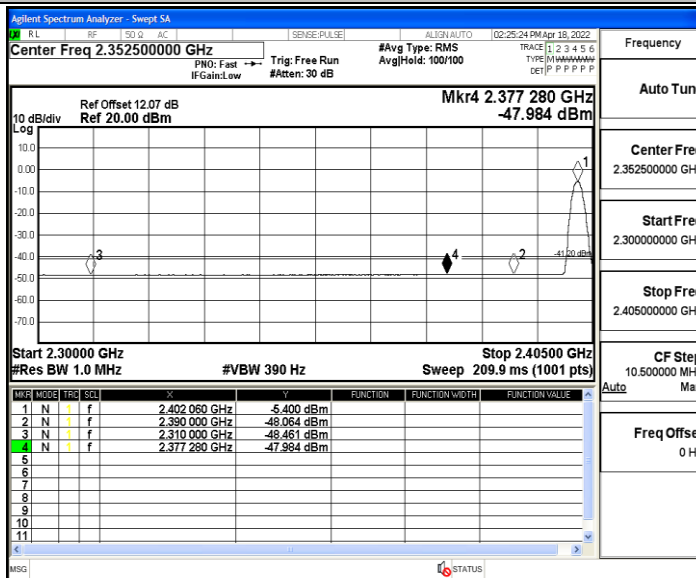 Agilent Spectrum Analyzer - Swept SA
LXI RL RF 50 Ω AC SENSE:PULSE ALIGN AUTO 02:25:24 PM Apr 18, 2022
Center Freq 2.352500000 GHz
PNO: Fast
IFGain:Low
Trig: Free Run
#Atten: 30 dB
#Avg Type: RMS
Avg|Hold: 100/100
TRACE 1 2 3 4 5 6
TYPE M WWWWW
DET P P P P P P
Mkr4 2.377 280 GHz
-47.984 dBm
Ref Offset 12.07 dB
10 dB/div Ref 20.00 dBm
Log
10.0
0.00
-10.0
-20.0
-30.0
-40.0
-50.0
-60.0
-70.0
1
2
3
4
-41.20 dBm
Start 2.30000 GHz Stop 2.40500 GHz
#Res BW 1.0 MHz #VBW 390 Hz Sweep 209.9 ms (1001 pts)
MKR MODE TRC SCL X Y FUNCTION FUNCTION WIDTH FUNCTION VALUE
1 N 1 f 2.402 060 GHz -5.400 dBm
2 N 1 f 2.390 000 GHz -48.064 dBm
3 N 1 f 2.310 000 GHz -48.461 dBm
4 N 1 f 2.377 280 GHz -47.984 dBm
5
6
7
8
9
10
11
MSG STATUS
Frequency
Auto Tun
Center Fre
2.352500000 GH
Start Fre
2.300000000 GH
Stop Fre
2.405000000 GH
CF Step
10.500000 MH
Auto Ma
Freq Offse
0 H